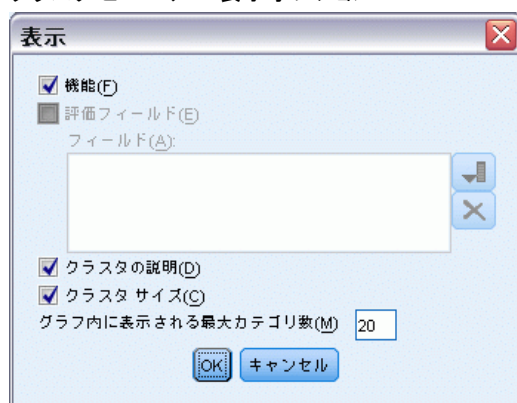 表示
機能(F)
評価フィールド(E)
フィールド(A):
クラスタの説明(D)
クラスタ サイズ(C)
グラフ内に表示される最大カテゴリ数(M) 20
OK キャンセル